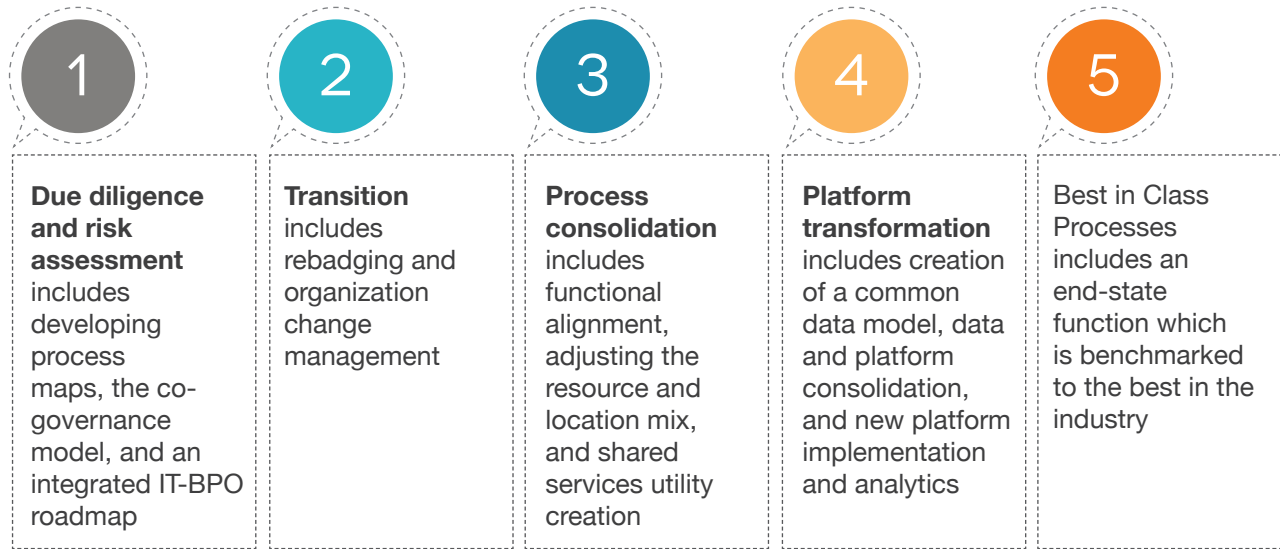 1
Due diligence
and risk
assessment
includes
developing
process
maps, the co-
governance
model, and an
integrated IT-BPO
roadmap
2
Transition
includes
rebadging and
organization
change
management
3
Process
consolidation
includes
functional
alignment,
adjusting the
resource and
location mix,
and shared
services utility
creation
4
Platform
transformation
includes creation
of a common
data model, data
and platform
consolidation,
and new platform
implementation
and analytics
5
Best in Class
Processes
includes an
end-state
function which
is benchmarked
to the best in the
industry